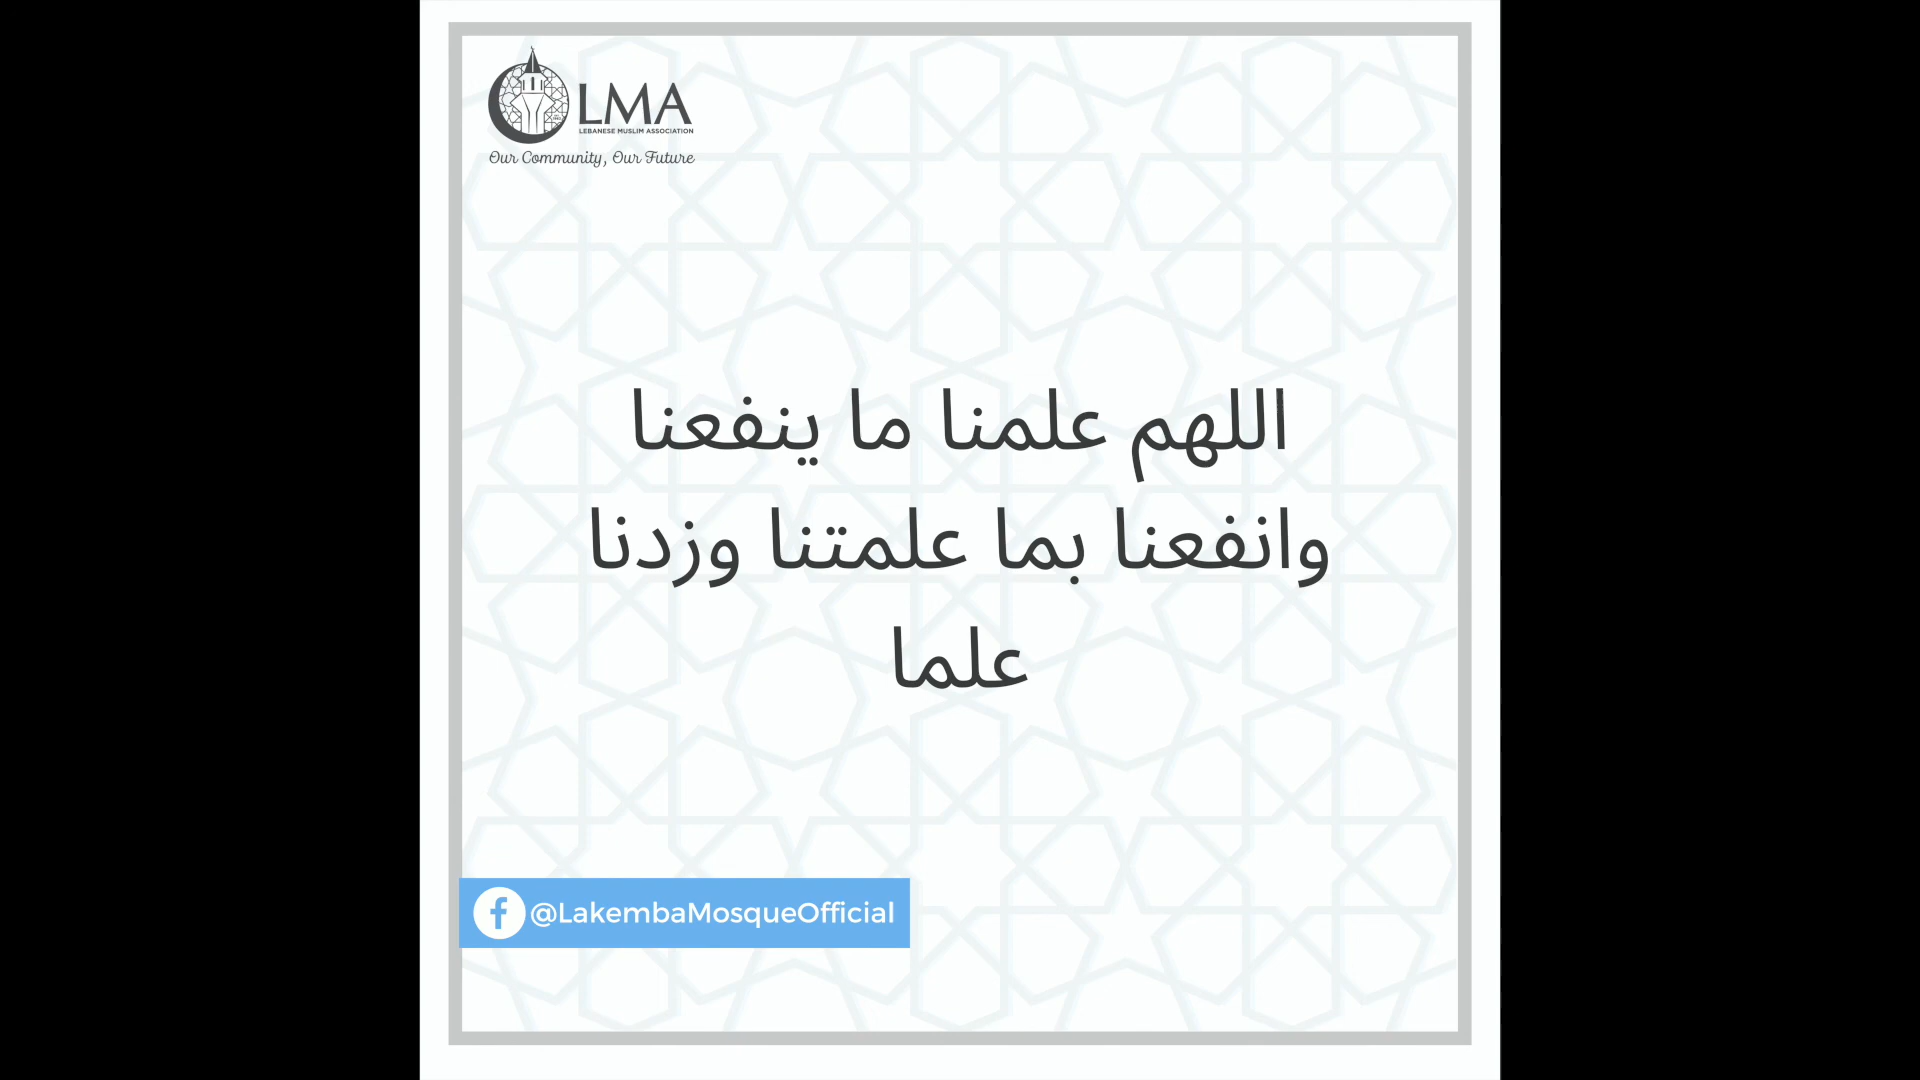 LMA
LEBANESE MUSLIM ASSOCIATION
Our Community, Our Future
اللهم علمنا ما ينفعنا
وانفعنا بما علمتنا وزدنا
علما
@LakembaMosqueOfficial